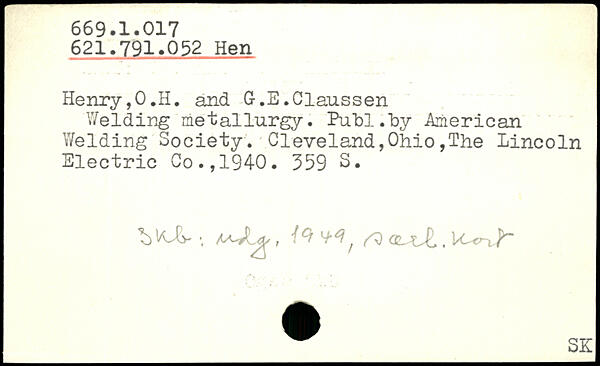 669.1.017
621.791.052 Hen
Henry,O.H. and G.E.Claussen
Welding metallurgy. Publ.by American
Welding Society. Cleveland,Ohio,The Lincoln
Electric Co.,1940. 359 S.
Skb: udg. 1949, særl. kort
SK